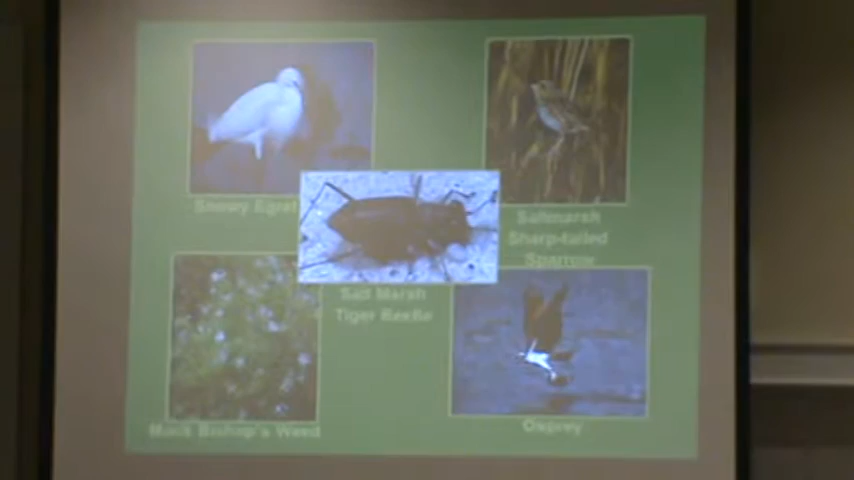 Snowy Egret
Saltmarsh
Sharp-tailed
Sparrow
Salt Marsh
Tiger Beetle
Mock Bishop's Weed
Osprey